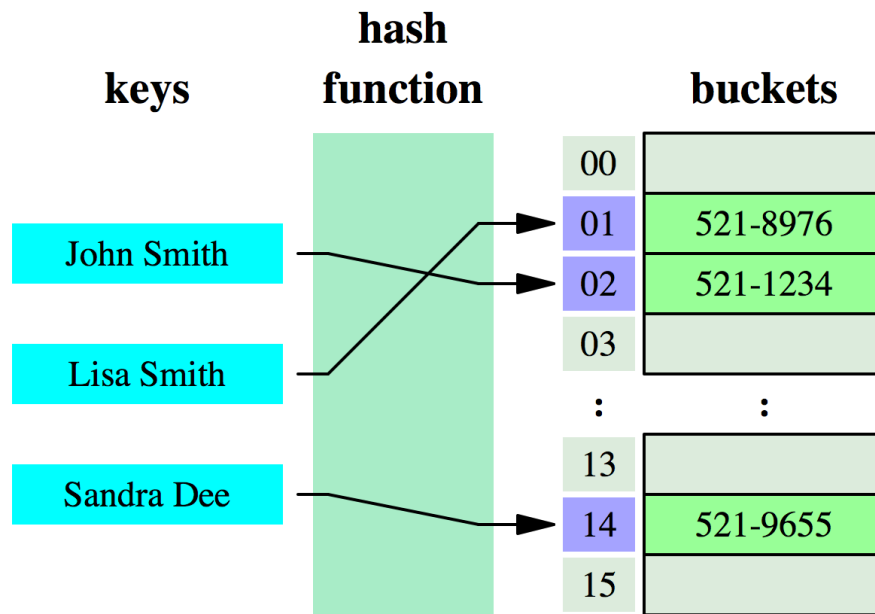 hash
keys function buckets
00
01 521-8976
John Smith
02 521-1234
03
Lisa Smith
: :
13
Sandra Dee
14 521-9655
15